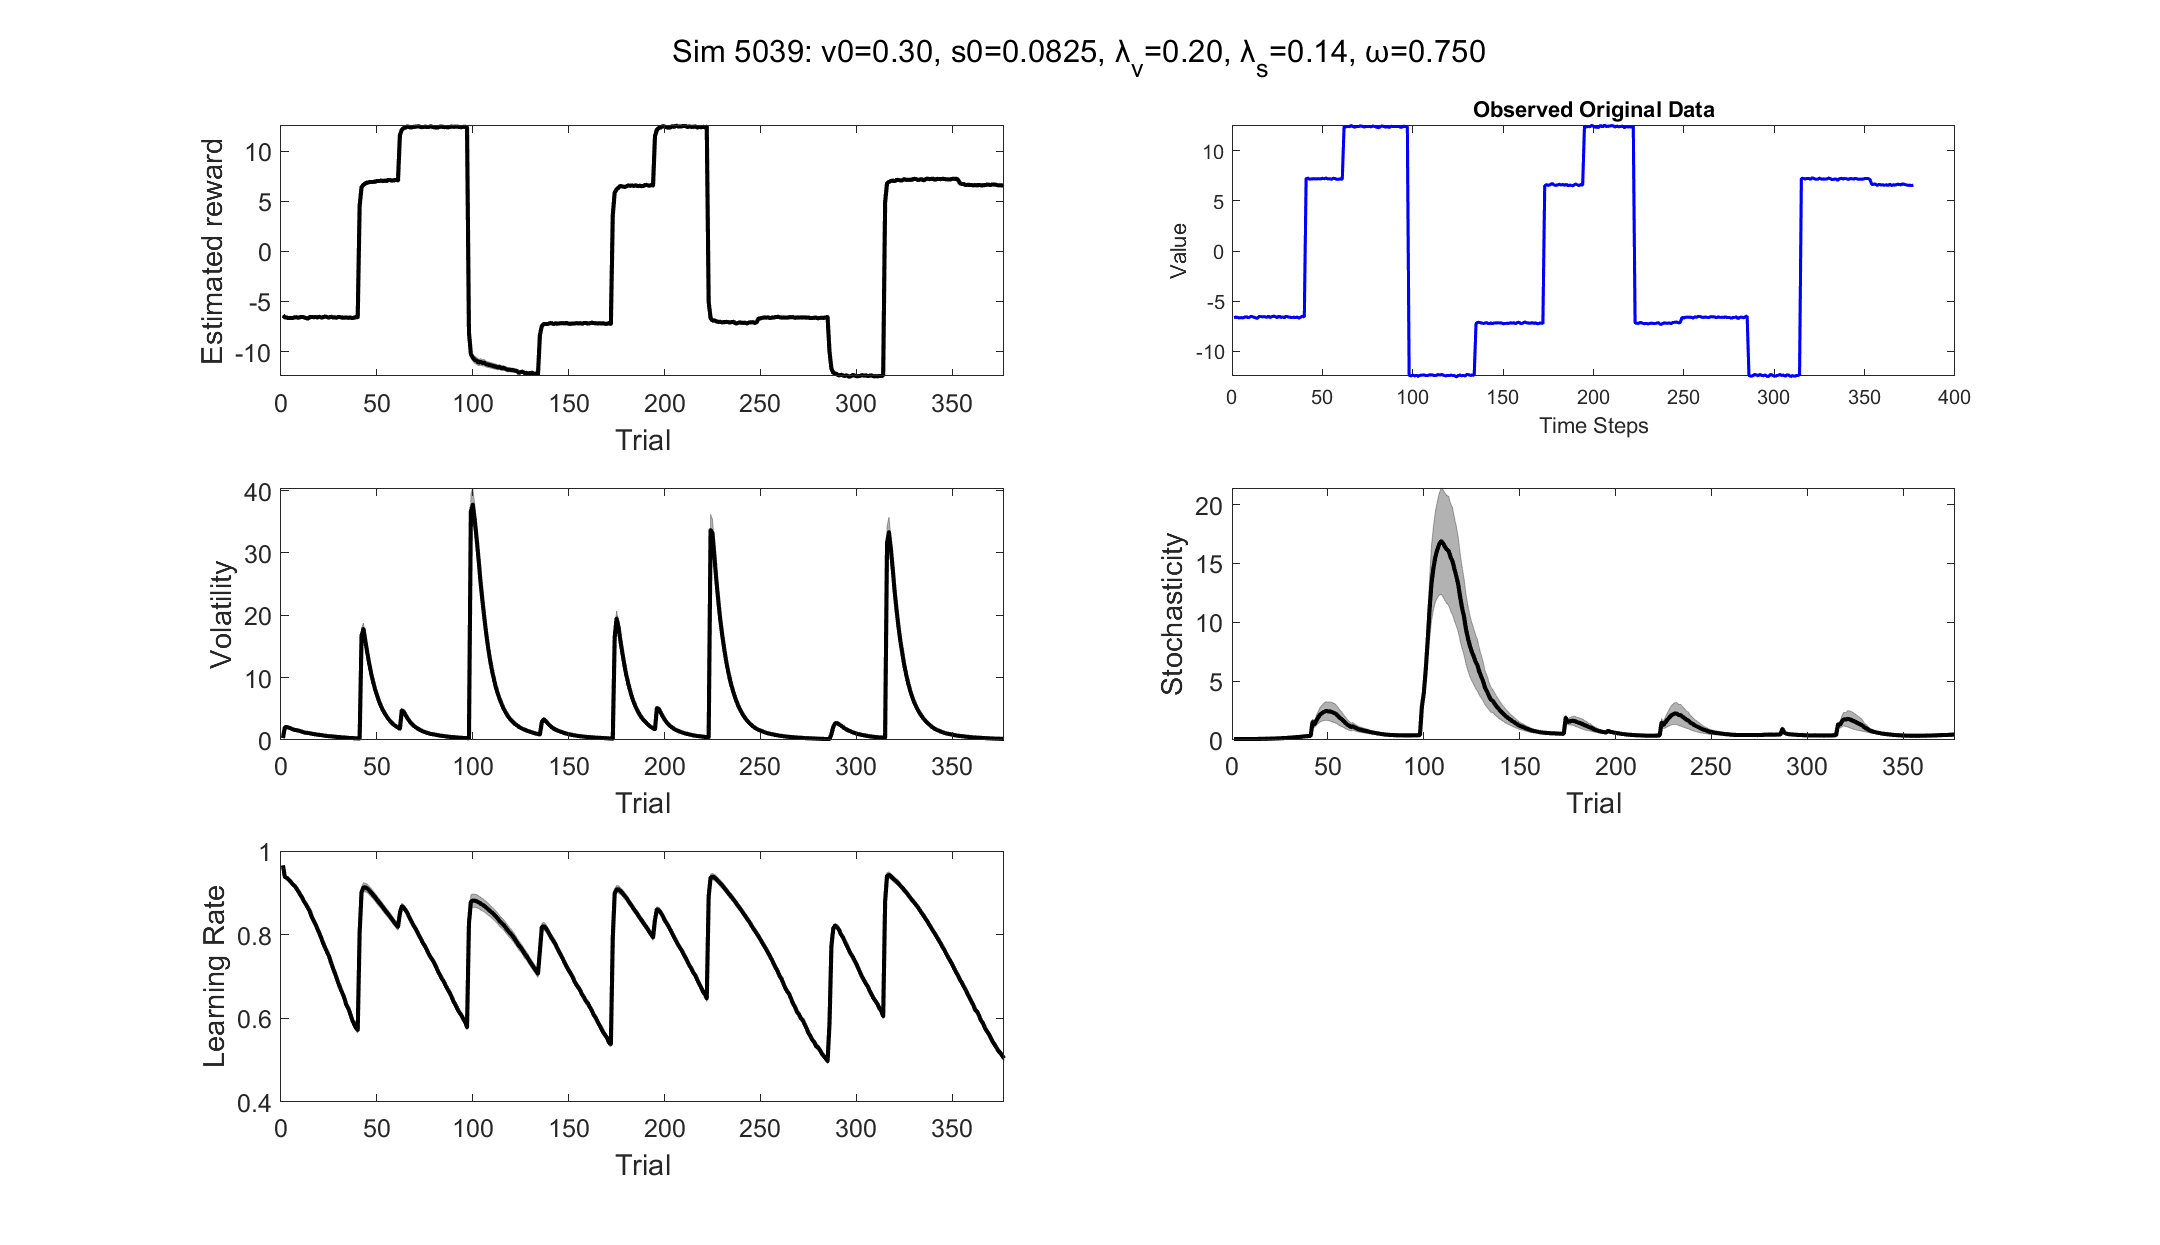 Sim 5039: v0=0.30, s0=0.0825, λ_v=0.20, λ_s=0.14, ω=0.750
Estimated reward
10
5
0
-5
-10
0 50 100 150 200 250 300 350
Trial
Observed Original Data
Value
10
5
0
-5
-10
0 50 100 150 200 250 300 350 400
Time Steps
Volatility
40
30
20
10
0
0 50 100 150 200 250 300 350
Trial
Stochasticity
20
15
10
5
0
0 50 100 150 200 250 300 350
Trial
Learning Rate
1
0.8
0.6
0.4
0 50 100 150 200 250 300 350
Trial